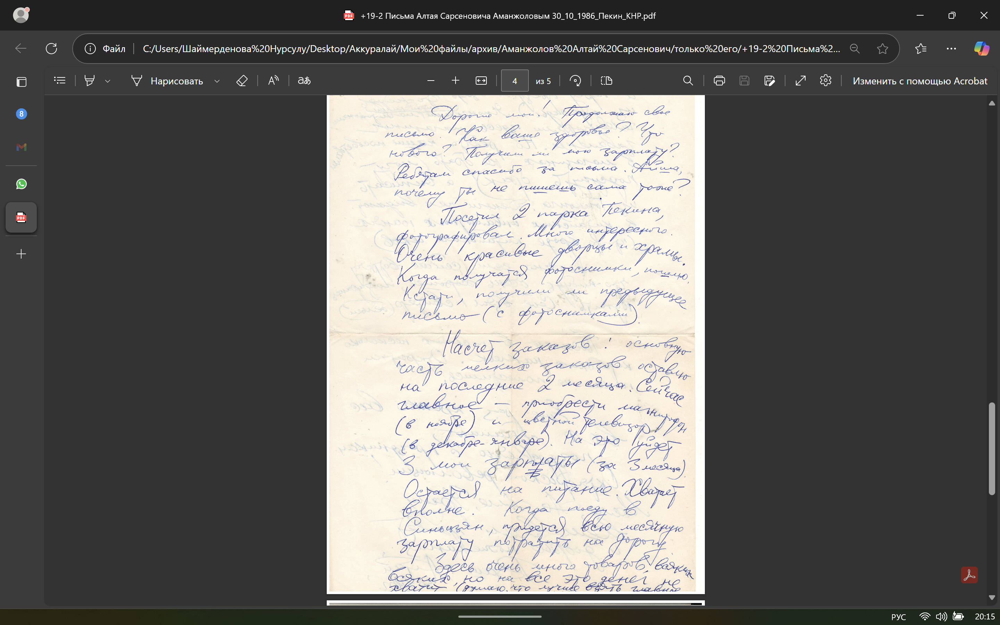 +19-2 Письма Алтая Сарсеновича Аманжоловым 30_10_1986_Пекин_КНР.pdf
Файл C:/Users/Шаймерденова%20Нурсулу/Desktop/Аккуралай/Мои%20файлы/архив/Аманжолов%20Алтай%20Сарсенович/только%20его/+19-2%20Письма%2...
Нарисовать 4 из 5 Изменить с помощью Acrobat
8
Дорогие мои! Продолжаю свое
письмо. Как ваше здоровье? Что
нового? Получили ли мою зарплату?
Ребятам спасибо за письма. Айша,
почему ты не пишешь сама тоже?
Посетил 2 парка Пекина,
фотографировал. Много интересного.
Очень красивые дворцы и храмы.
Когда получатся фотоснимки, пошлю.
Кстати, получили ли предыдущее
письмо (с фотоснимками).
Насчет заказов: основную
часть мелких заказов оставлю
на последние 2 месяца. Сейчас
главное – приобрести магнитофон
(в ноябре) и цветной телевизор
(в декабре-январе). На это уйдет
3 мои зарплаты (за 3 месяца).
Остается на питание. Хватает
вполне. Когда поеду в
Синьцзян, придется всю месячную
зарплату потратить на дорогу
Здесь очень много товаров всяких
всяких, но на все это денег не
хватит (думаю, что лучше взять главное
РУС 20:15